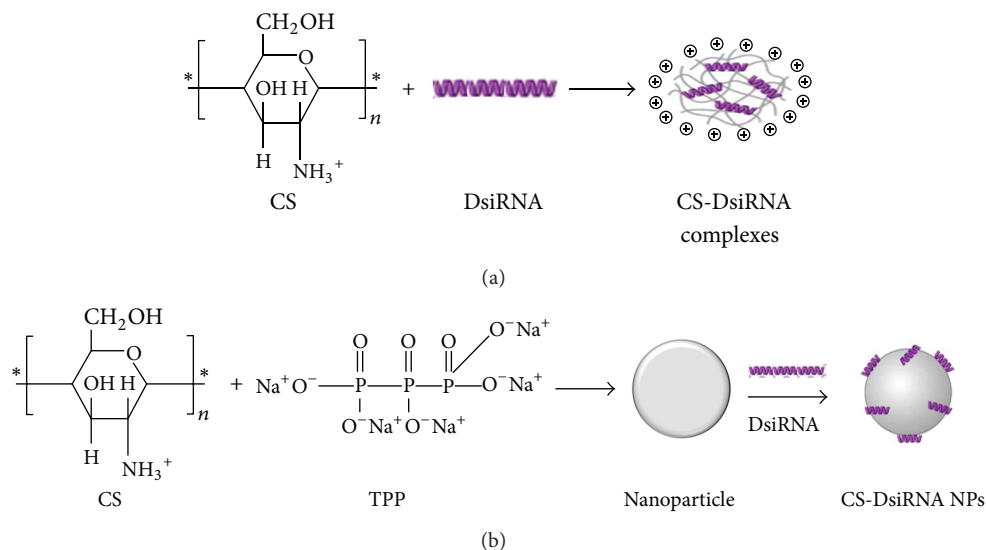 CH₂OH
O
* OH H * n
+
H
NH₃⁺
CS
DsiRNA
CS-DsiRNA
complexes
(a)
CH₂OH
O
* OH H * n
+
H
NH₃⁺
O O O O⁻Na⁺
Na⁺O⁻ P P P O⁻Na⁺
O⁻Na⁺ O⁻Na⁺
DsiRNA
CS
TPP
Nanoparticle
CS-DsiRNA NPs
(b)